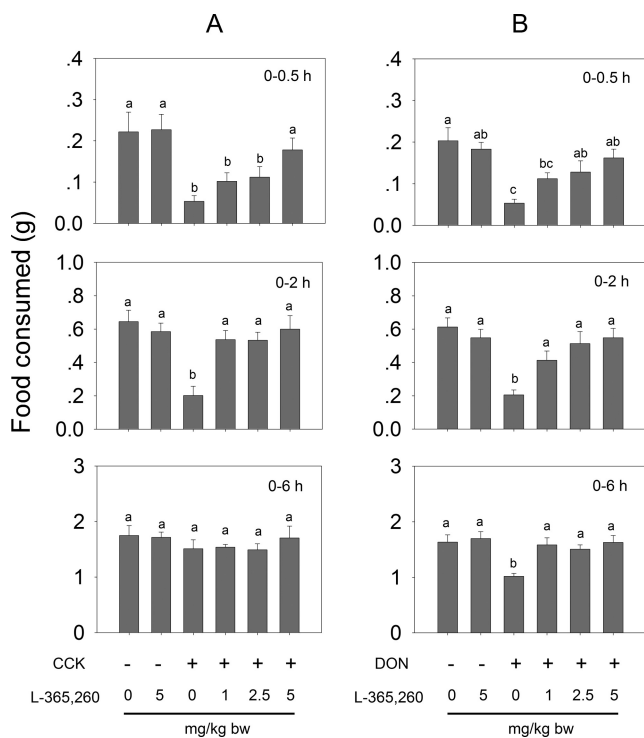 A
B
Food consumed (g)
.4
.3
.2
.1
0.0
0-0.5 h
a a b b b a
.4
.3
.2
.1
0.0
0-0.5 h
a ab c bc ab ab
1.0
.8
.6
.4
.2
0.0
0-2 h
a a b a a a
1.0
.8
.6
.4
.2
0.0
0-2 h
a a b a a a
3
2
1
0
0-6 h
a a a a a a
3
2
1
0
0-6 h
a a b a a a
CCK - - + + + +
L-365,260 0 5 0 1 2.5 5
mg/kg bw
DON - - + + + +
L-365,260 0 5 0 1 2.5 5
mg/kg bw